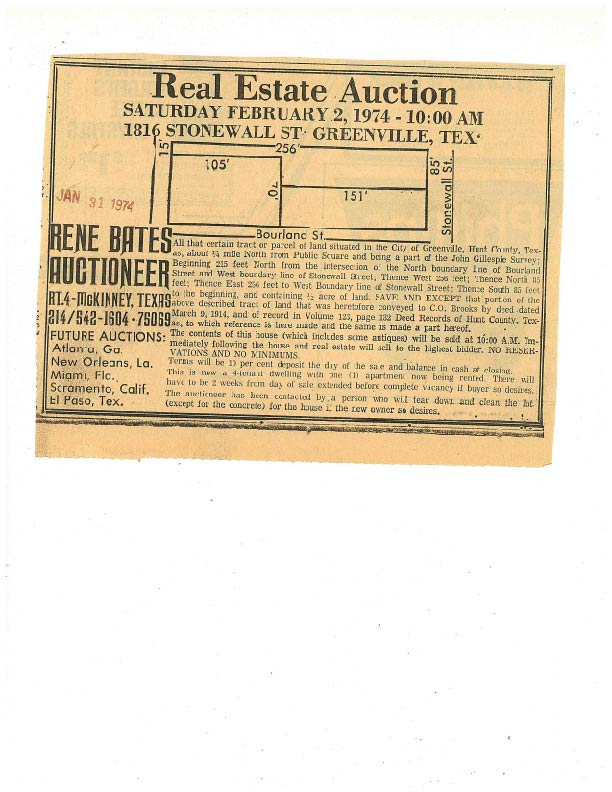 Real Estate Auction
SATURDAY FEBRUARY 2, 1974 - 10:00 AM
1816 STONEWALL ST· GREENVILLE, TEX·
256'
15'
105'
70'
151'
85'
Stonewall St.
Bourland St.
JAN 31 1974
RENE BATES
AUCTIONEER
RT.4 - McKINNEY, TEXAS
214/542-1604 - 75069
FUTURE AUCTIONS:
Atlanta, Ga.
New Orleans, La.
Miami, Fla.
Scramento, Calif.
El Paso, Tex.
All that certain tract or parcel of land situated in the City of Greenville, Hunt County, Tex-
as, about ¾ mile North from Public Square and being a part of the John Gillespie Survey;
Beginning 215 feet North from the intersection of the North boundary line of Bourland
Street and West boundary line of Stonewall Street, Thence West 256 feet; Thence North 85
feet; Thence East 256 feet to West Boundary line of Stonewall Street; Thence South 85 feet
to the beginning, and containing ½ acre of land. SAVE AND EXCEPT that portion of the
above described tract of land that was heretofore conveyed to C.O. Brooks by deed dated
March 9, 1914, and of record in Volume 123, page 132 Deed Records of Hunt County, Tex-
as, to which reference is here made and the same is made a part hereof.
The contents of this house (which includes some antiques) will be sold at 10:00 A.M. Im-
mediately following the house and real estate will sell to the highest bidder. NO RESER-
VATIONS AND NO MINIMUMS.
Terms will be 10 per cent deposit the day of the sale and balance in cash at closing.
This is new a 4-tenant dwelling with one (1) apartment now being rented. There will
have to be 2 weeks from day of sale extended before complete vacancy if buyer so desires.
The auctioneer has been contacted by a person who will tear down and clean the lot
(except for the concrete) for the house if the new owner so desires.